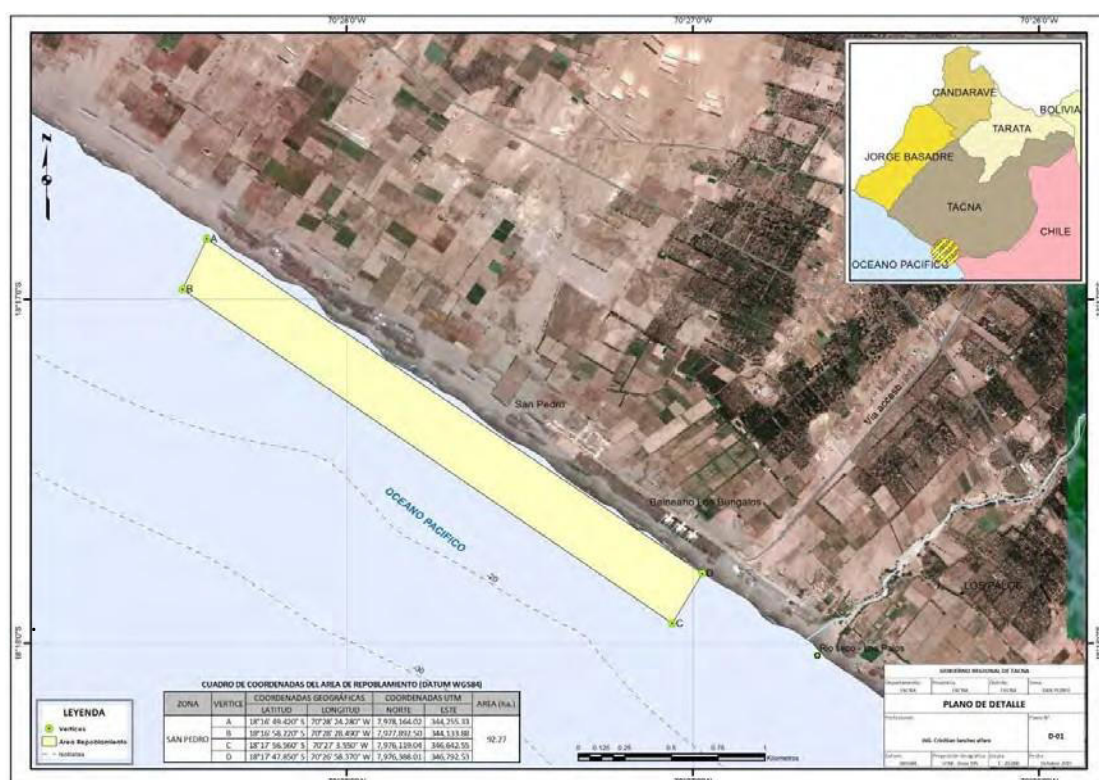 70°28'0"W
70°27'0"W
70°26'0"W
CANDARAVE
BOLIVIA
TARATA
JORGE BASADRE
TACNA
CHILE
OCEANO PACIFICO
N
A
B
18°17'0"S
San Pedro
Vía acceso
Balneario Los Bungalos
OCEANO PACIFICO
-20
D
LOS PALOS
C
-30
18°18'0"S
CUADRO DE COORDENADAS DEL AREA DE REPOBLAMIENTO (DATUM WGS84)
ZONA VERTICE COORDENADAS GEOGRÁFICAS COORDENADAS UTM AREA (ha.)
LATITUD LONGITUD NORTE ESTE
A 18°16' 49.420" S 70°28' 24.280" W 7,978,164.02 344,255.33
SAN PEDRO B 18°16' 58.220" S 70°28' 28.490" W 7,977,892.50 344,133.88 92.27
C 18°17' 56.560" S 70°27' 3.550" W 7,976,119.04 346,642.55
D 18°17' 47.850" S 70°26' 58.370" W 7,976,388.01 346,792.53
LEYENDA
Vertices
Area Repoblamiento
0 0.125 0.25 0.5 0.75 1
Kilometros
GOBIERNO REGIONAL DE TACNA
TACNA TACNA TACNA SAN PEDRO
PLANO DE DETALLE
D-01